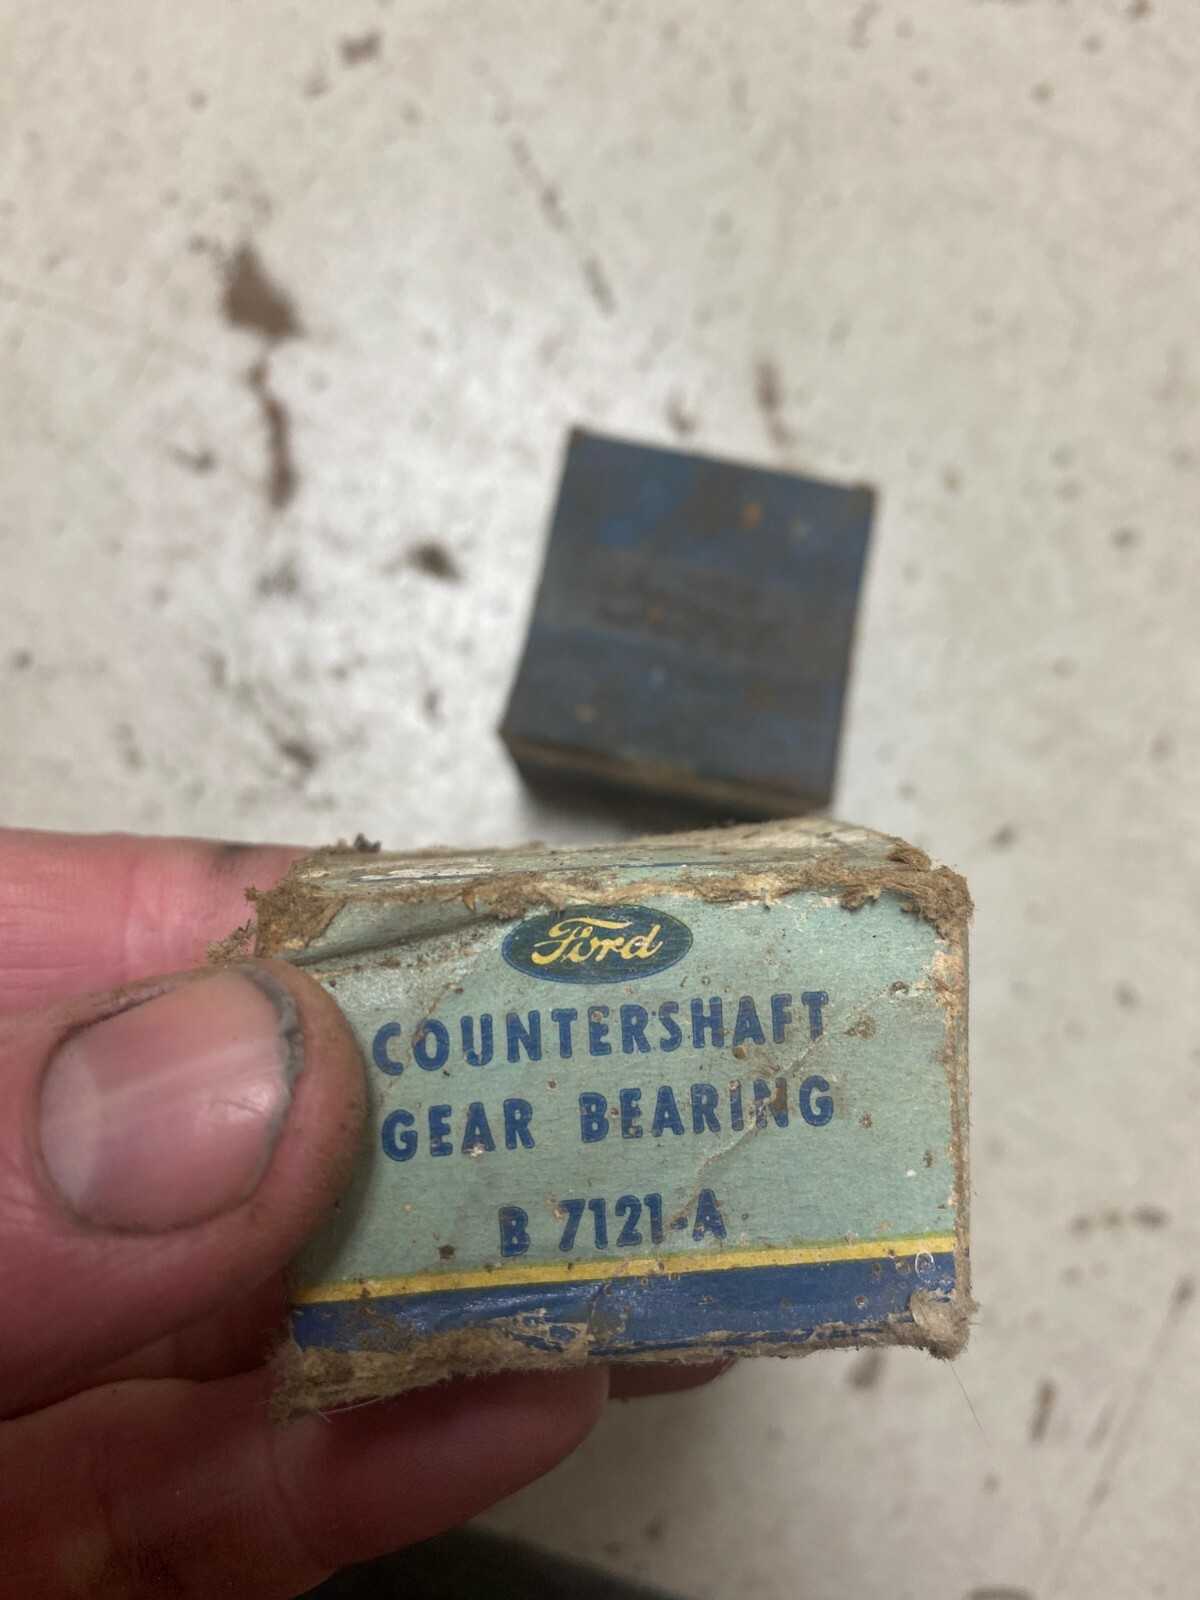 Ford
COUNTERSHAFT
GEAR BEARING
B 7121-A